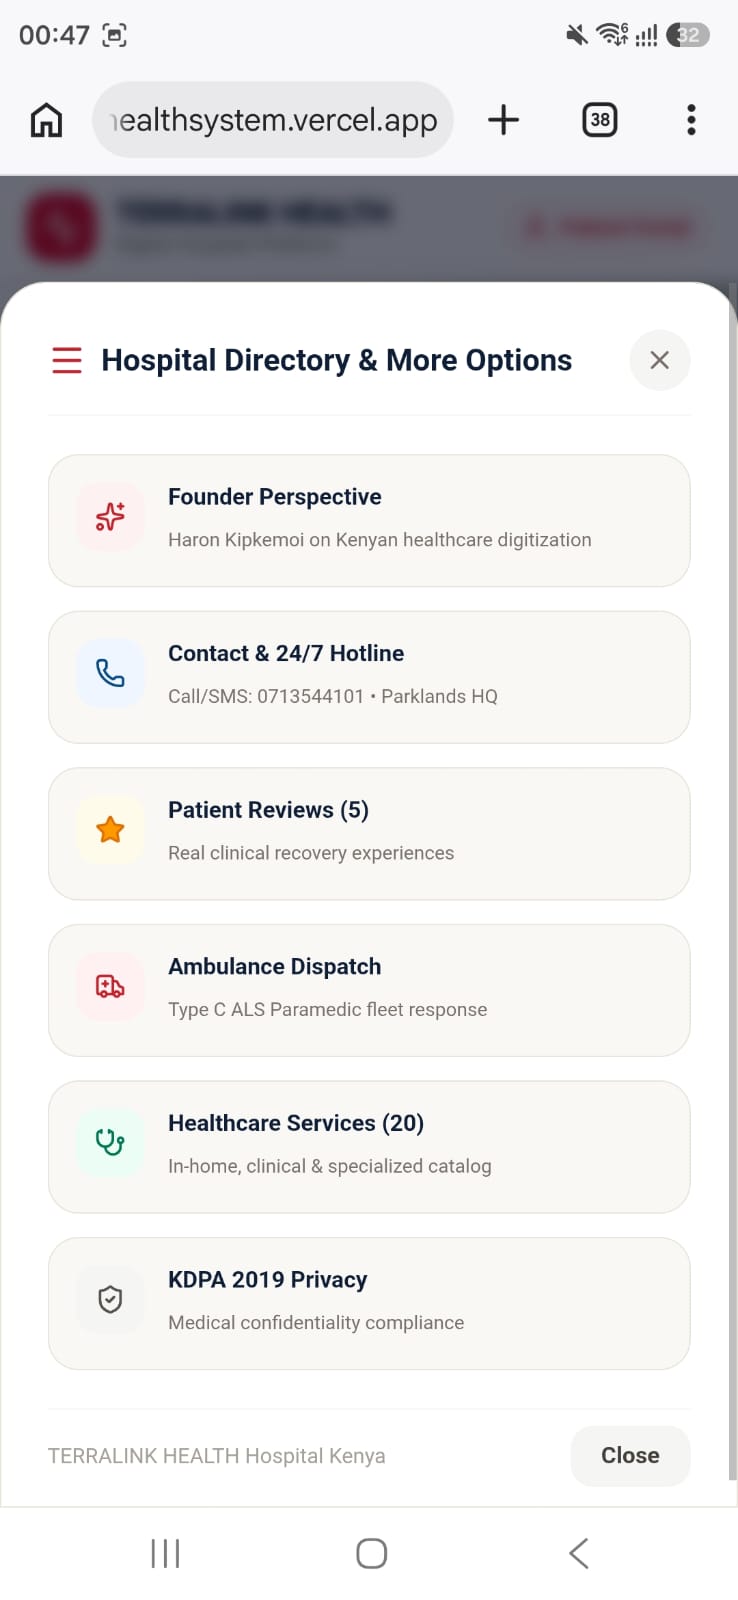 00:47
6
32
ealthsystem.vercel.app
38
TERRALINK HEALTH
Hospital Directory & More Options
Founder Perspective
Haron Kipkemoi on Kenyan healthcare digitization
Contact & 24/7 Hotline
Call/SMS: 0713544101 • Parklands HQ
Patient Reviews (5)
Real clinical recovery experiences
Ambulance Dispatch
Type C ALS Paramedic fleet response
Healthcare Services (20)
In-home, clinical & specialized catalog
KDPA 2019 Privacy
Medical confidentiality compliance
TERRALINK HEALTH Hospital Kenya
Close